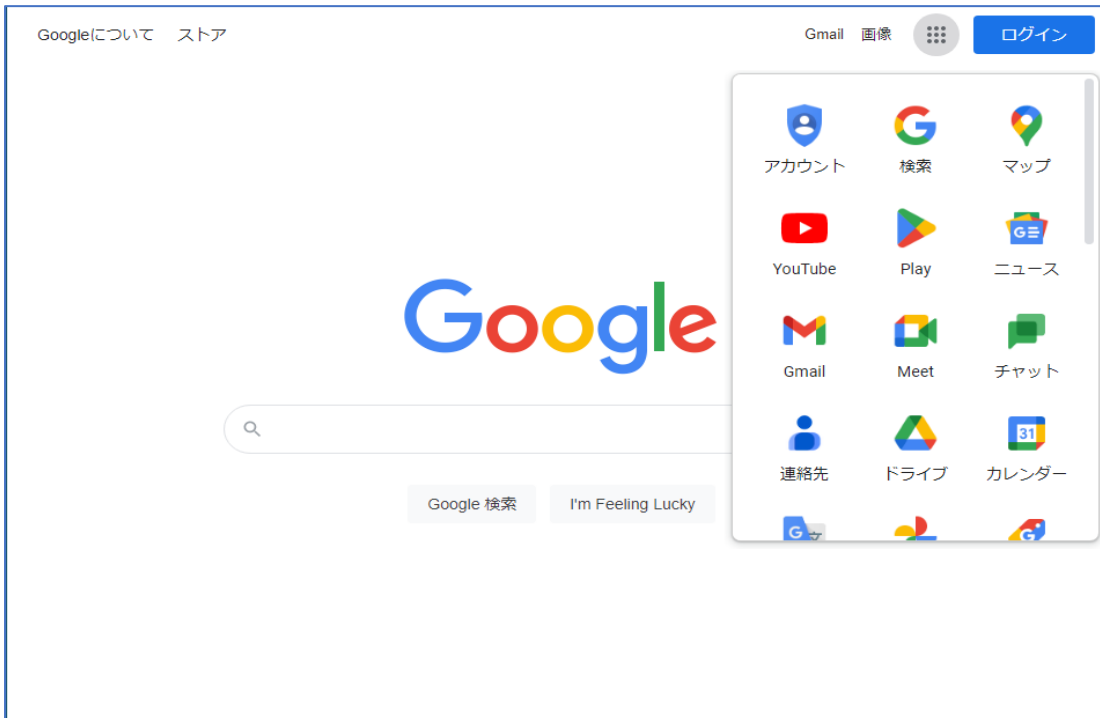 Googleについて ストア Gmail 画像 ログイン
アカウント 検索 マップ
YouTube Play ニュース
Gmail Meet チャット
Google
連絡先 ドライブ カレンダー
Google 検索 I'm Feeling Lucky